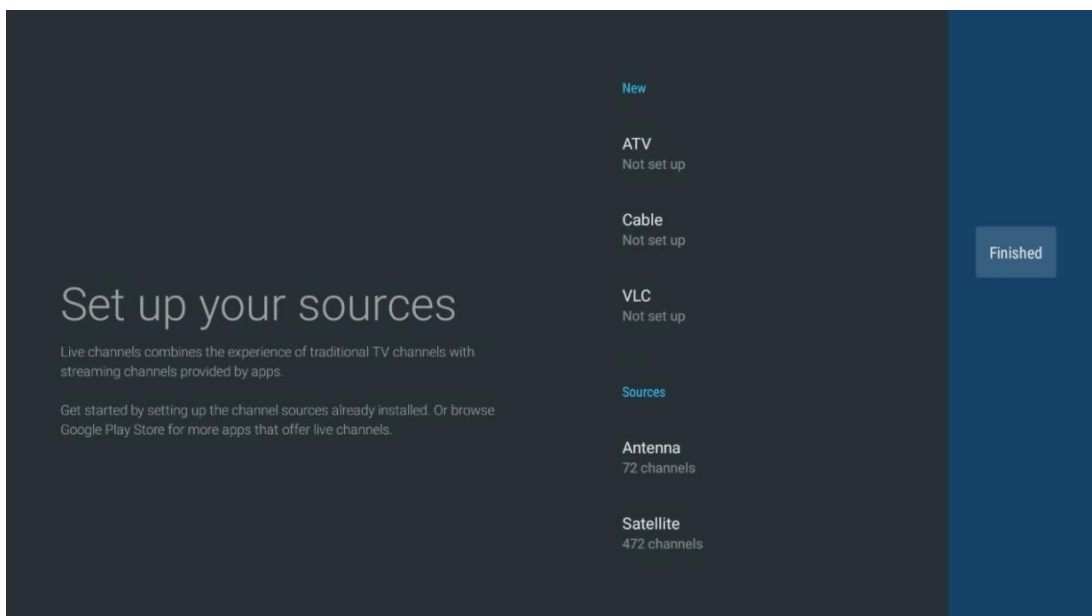 Set up your sources
Live channels combines the experience of traditional TV channels with
streaming channels provided by apps.
Get started by setting up the channel sources already installed. Or browse
Google Play Store for more apps that offer live channels.
New
ATV
Not set up
Cable
Not set up
VLC
Not set up
Sources
Antenna
72 channels
Satellite
472 channels
Finished